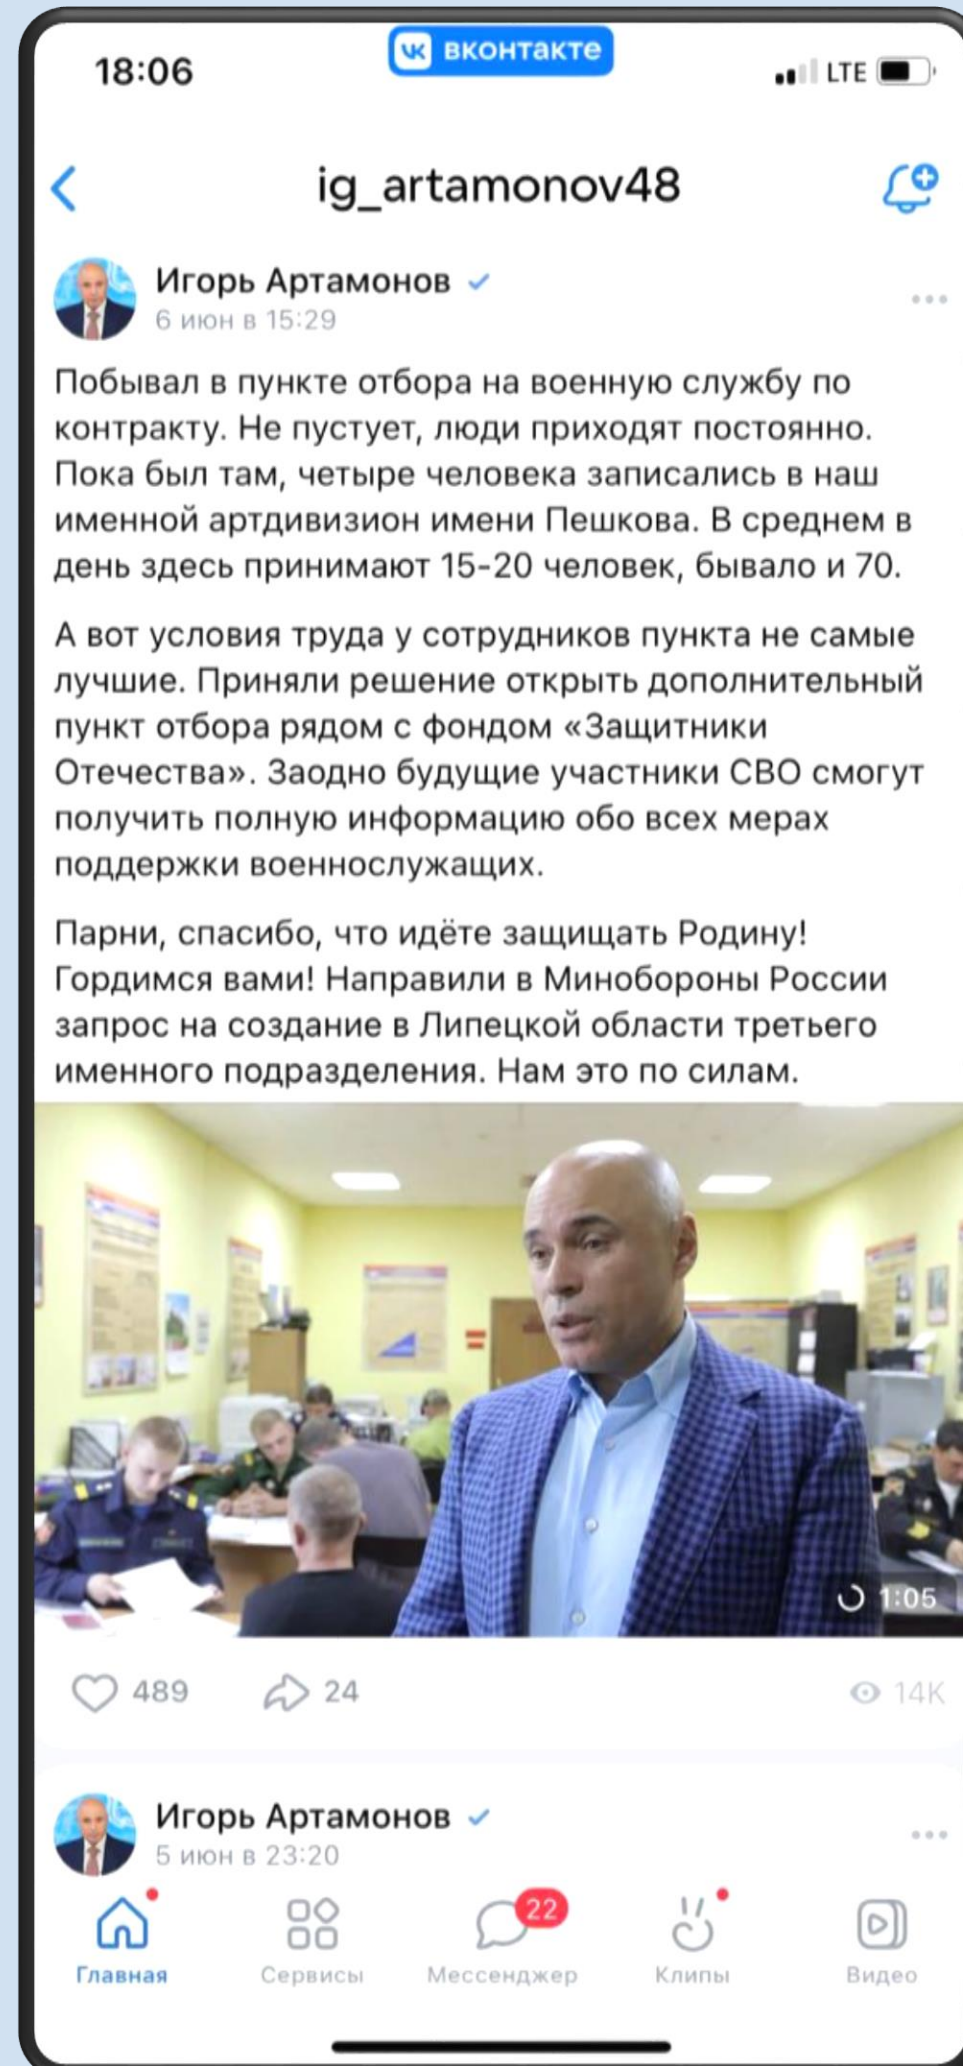 18:06
вконтакте
LTE
ig_artamonov48
Игорь Артамонов
6 июн в 15:29
Побывал в пункте отбора на военную службу по
контракту. Не пустует, люди приходят постоянно.
Пока был там, четыре человека записались в наш
именной артдивизион имени Пешкова. В среднем в
день здесь принимают 15-20 человек, бывало и 70.
А вот условия труда у сотрудников пункта не самые
лучшие. Приняли решение открыть дополнительный
пункт отбора рядом с фондом «Защитники
Отечества». Заодно будущие участники СВО смогут
получить полную информацию обо всех мерах
поддержки военнослужащих.
Парни, спасибо, что идёте защищать Родину!
Гордимся вами! Направили в Минобороны России
запрос на создание в Липецкой области третьего
именного подразделения. Нам это по силам.
1:05
489
24
14K
Игорь Артамонов
5 июн в 23:20
22
Главная
Сервисы
Мессенджер
Клипы
Видео